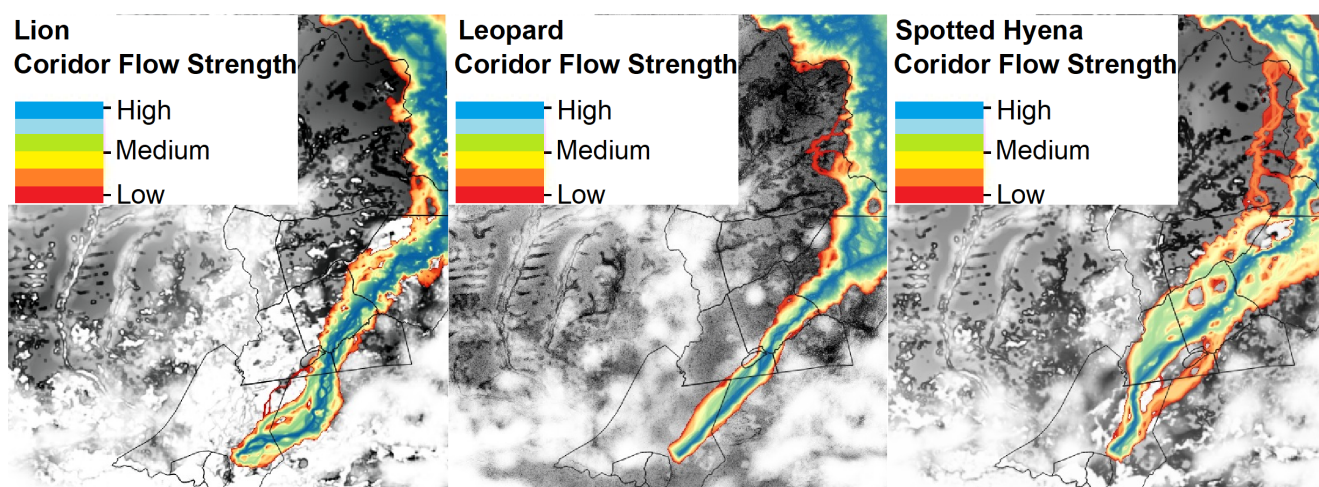 Lion
Coridor Flow Strength
High
Medium
Low
Leopard
Coridor Flow Strength
High
Medium
Low
Spotted Hyena
Coridor Flow Strength
High
Medium
Low